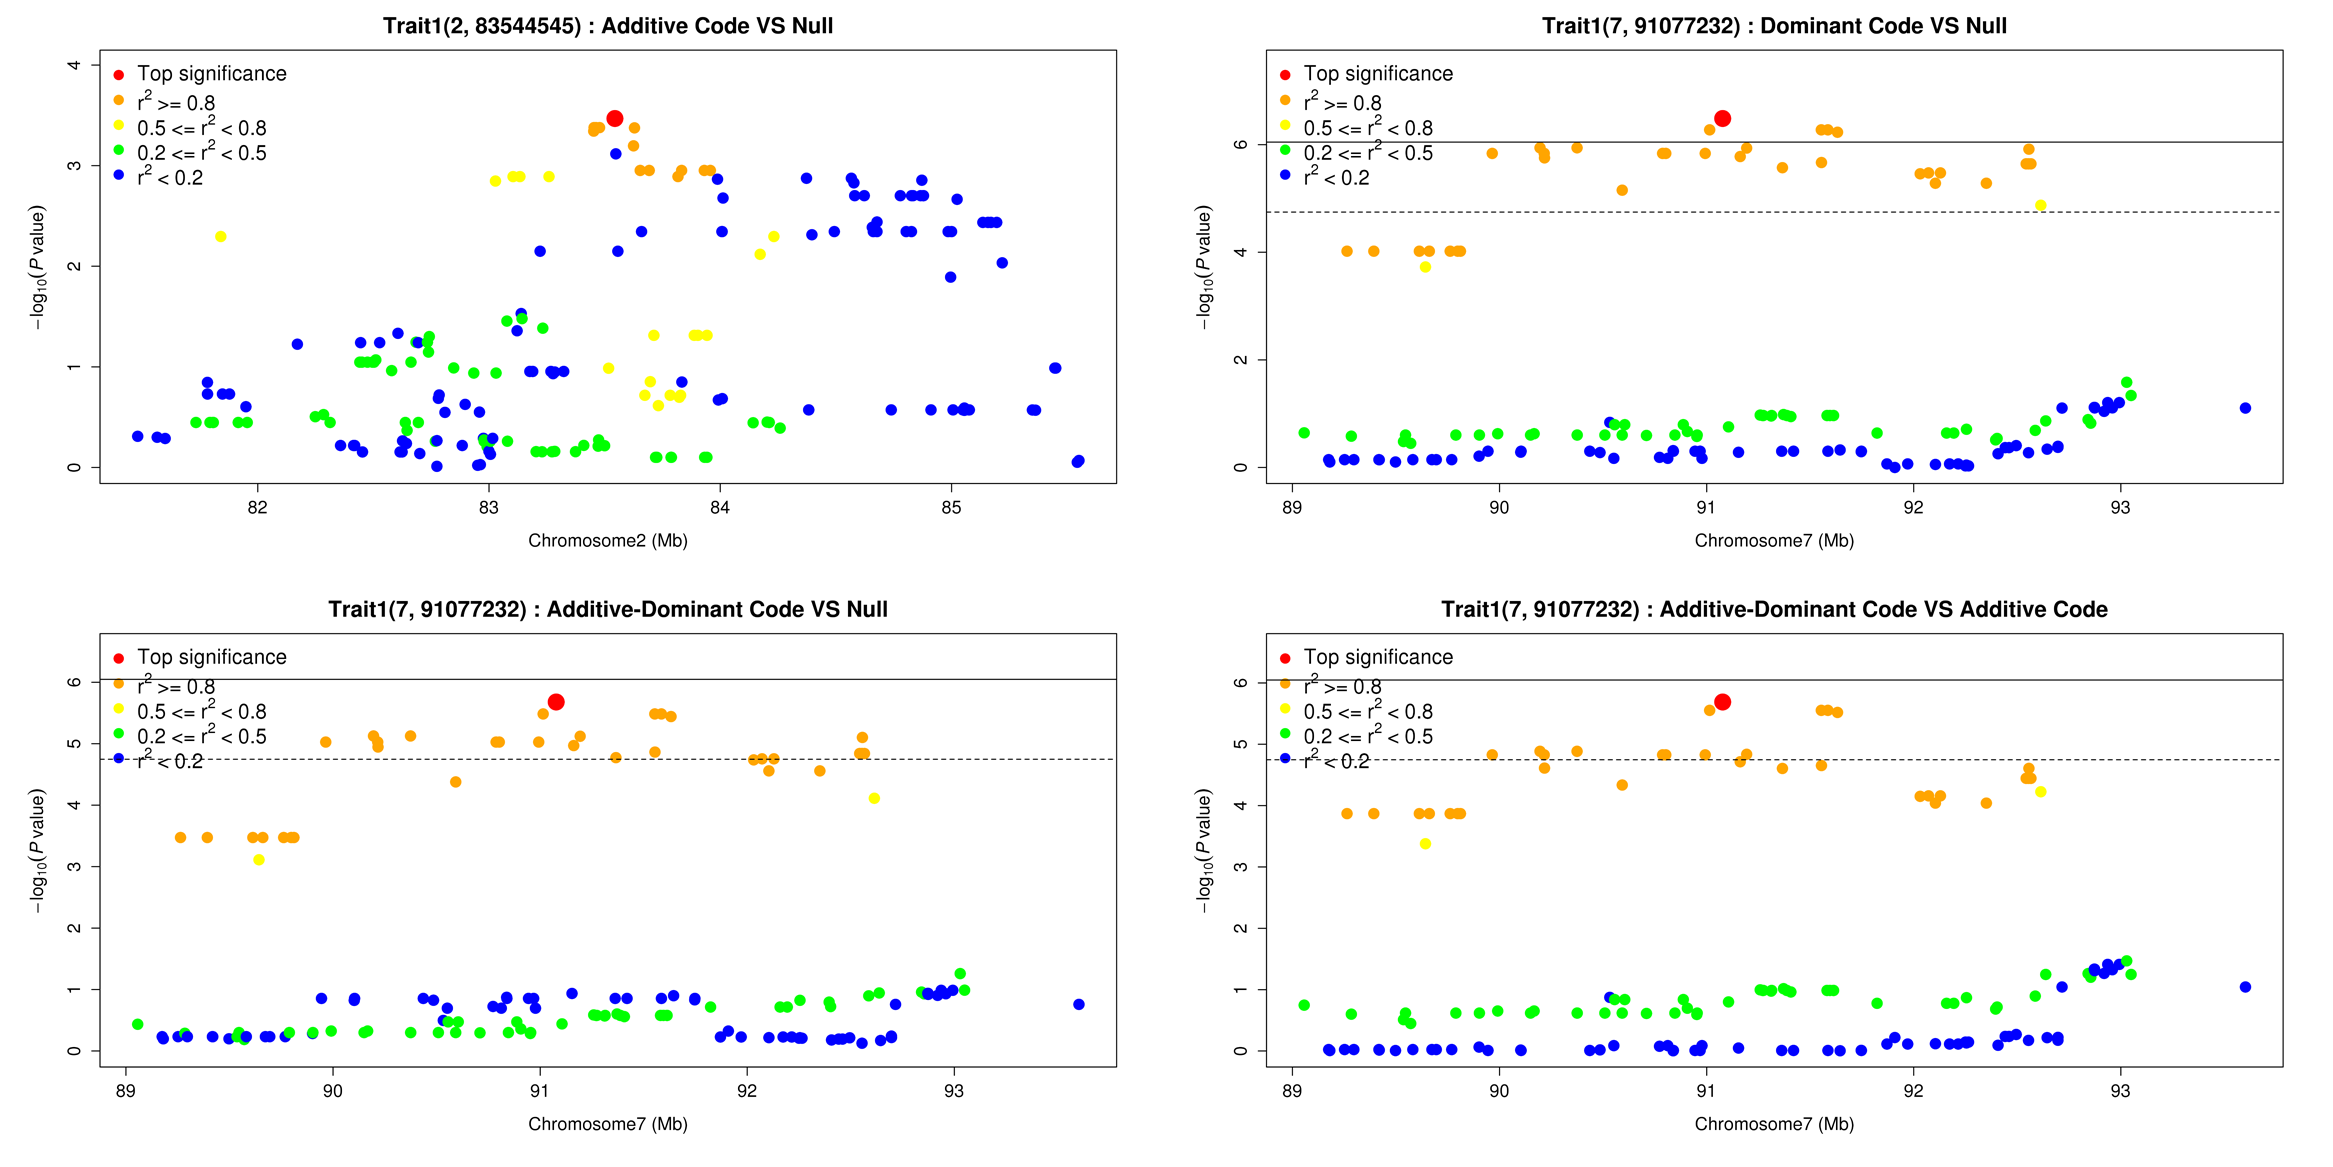 Trait1(2, 83544545) : Additive Code VS Null
Top significance
r² >= 0.8
0.5 <= r² < 0.8
0.2 <= r² < 0.5
r² < 0.2
4
3
2
1
0
−log₁₀(P value)
82 83 84 85
Chromosome2 (Mb)
Trait1(7, 91077232) : Dominant Code VS Null
Top significance
r² >= 0.8
0.5 <= r² < 0.8
0.2 <= r² < 0.5
r² < 0.2
6
4
2
0
−log₁₀(P value)
89 90 91 92 93
Chromosome7 (Mb)
Trait1(7, 91077232) : Additive-Dominant Code VS Null
Top significance
r² >= 0.8
0.5 <= r² < 0.8
0.2 <= r² < 0.5
r² < 0.2
6
5
4
3
2
1
0
−log₁₀(P value)
89 90 91 92 93
Chromosome7 (Mb)
Trait1(7, 91077232) : Additive-Dominant Code VS Additive Code
Top significance
r² >= 0.8
0.5 <= r² < 0.8
0.2 <= r² < 0.5
r² < 0.2
6
5
4
3
2
1
0
−log₁₀(P value)
89 90 91 92 93
Chromosome7 (Mb)